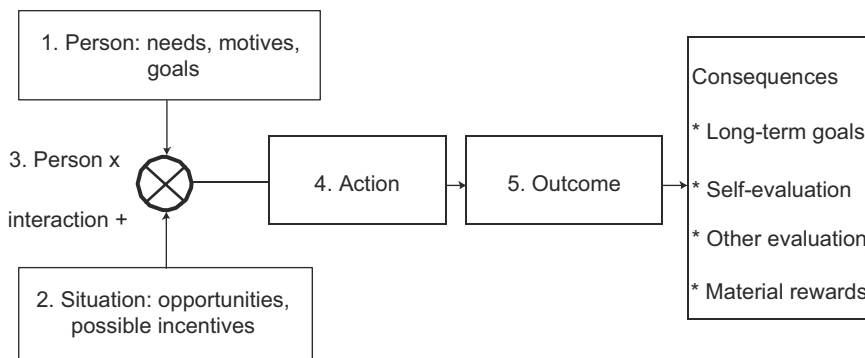 1. Person: needs, motives,
goals
3. Person x
interaction +
2. Situation: opportunities,
possible incentives
4. Action
5. Outcome
Consequences
* Long-term goals
* Self-evaluation
* Other evaluation
* Material rewards